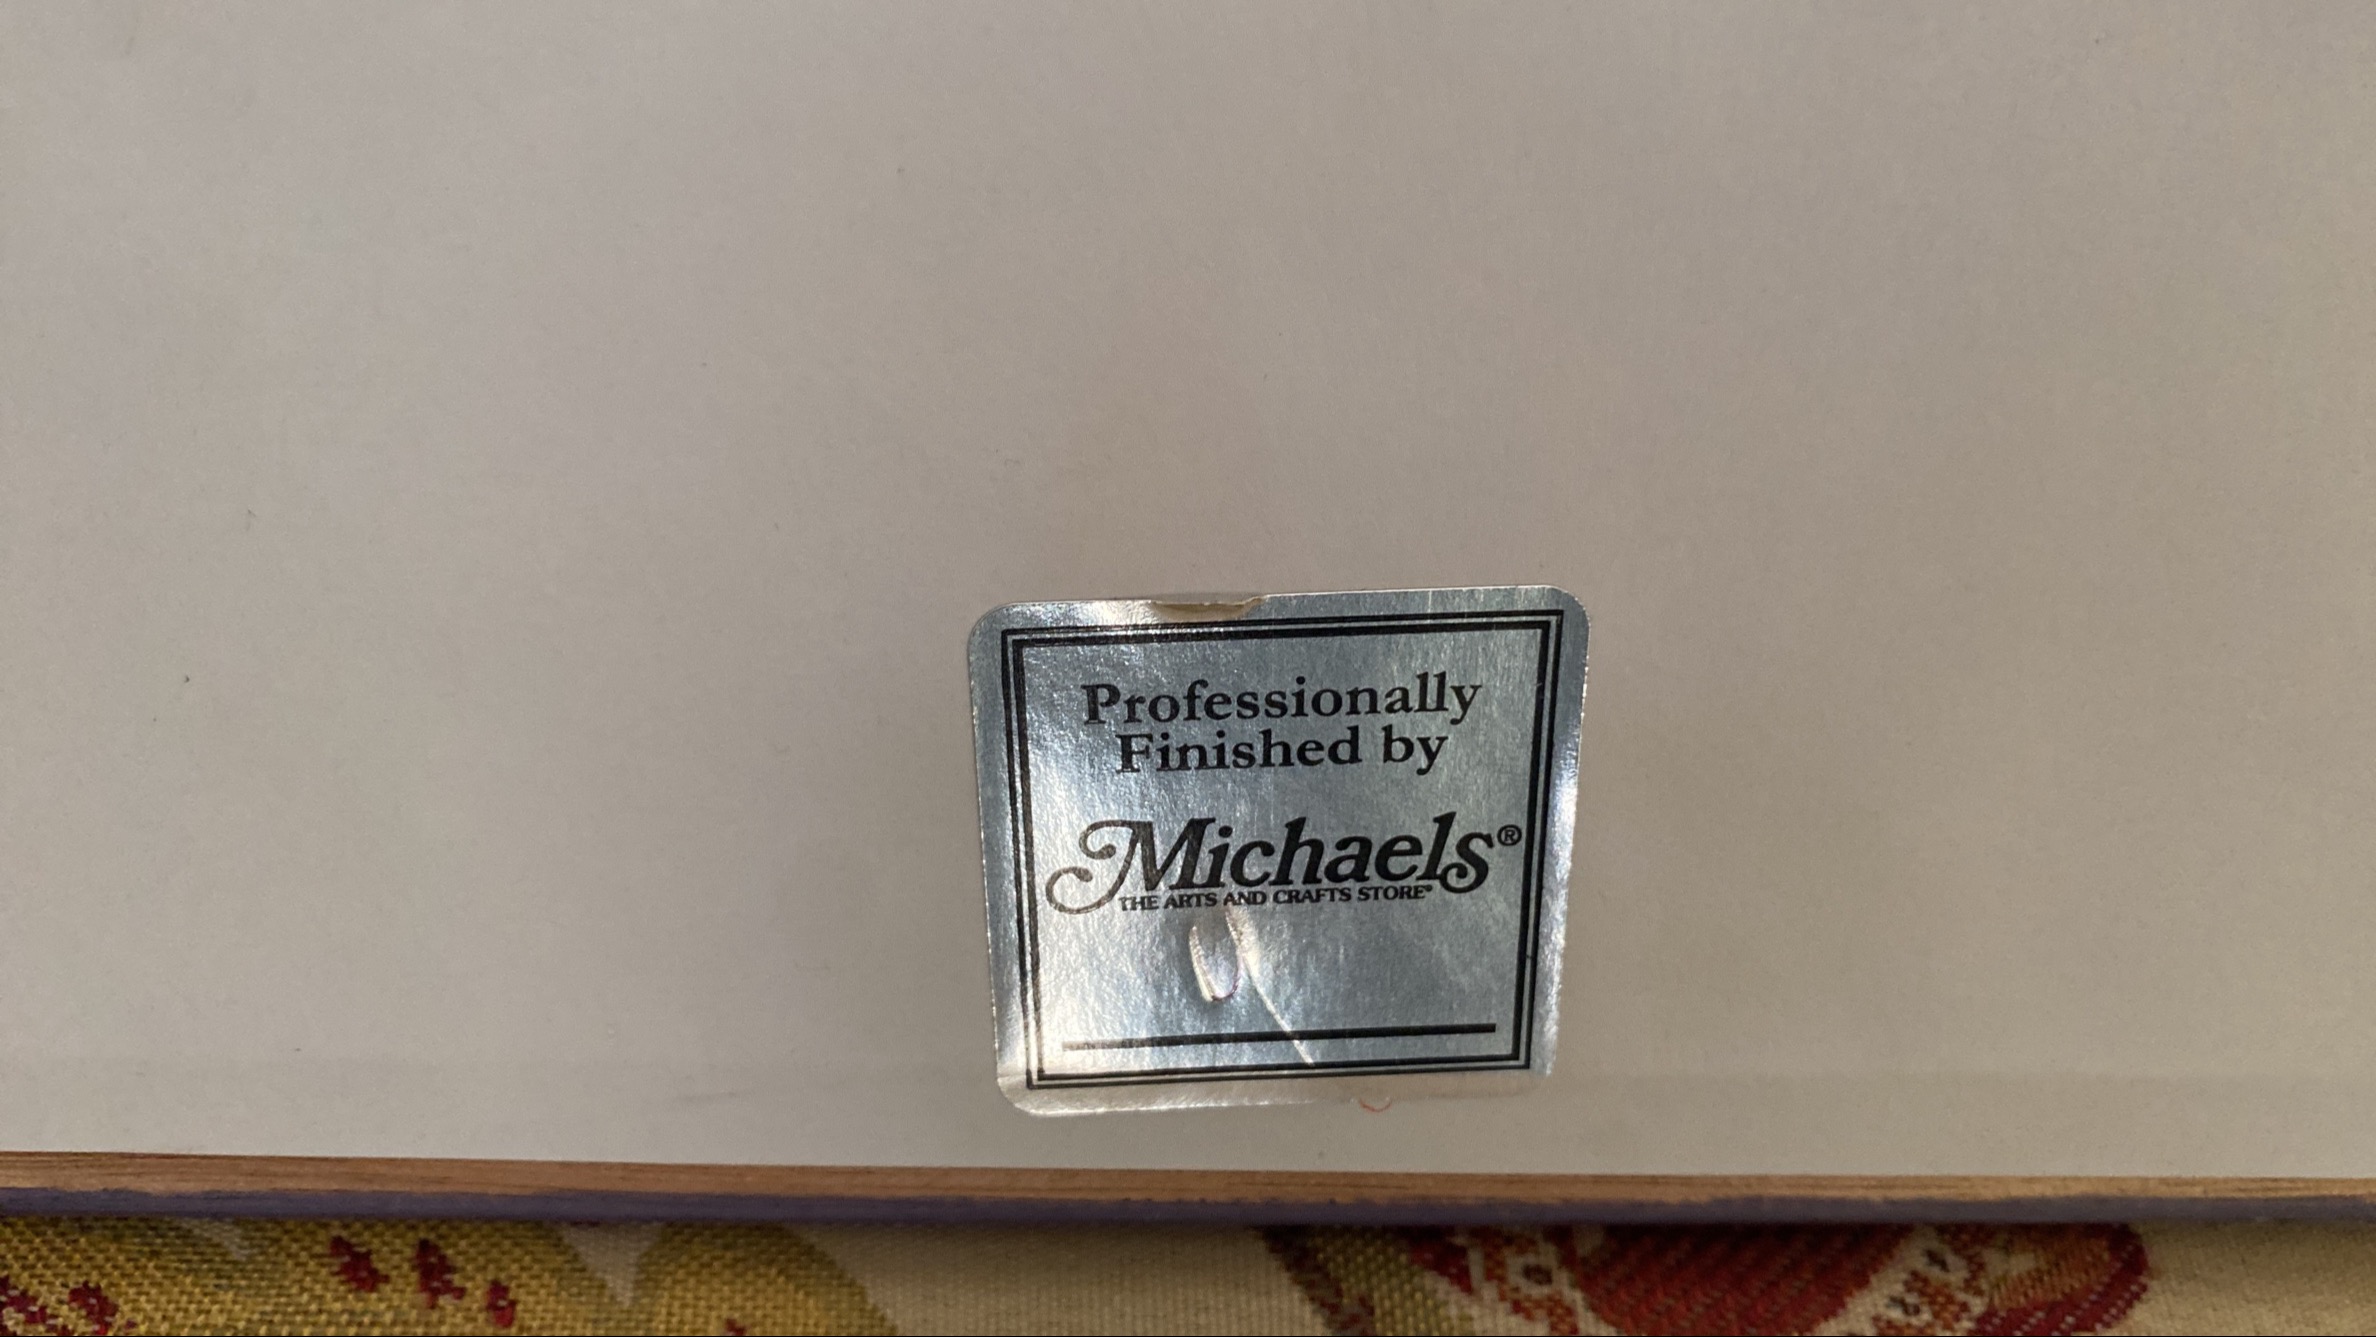 Professionally
Finished by
Michaels®
THE ARTS AND CRAFTS STORE®